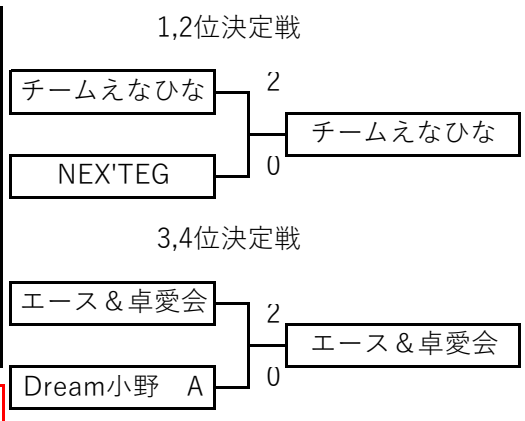 1,2位決定戦
チームえなひな
2
チームえなひな
NEX'TEG
0
3,4位決定戦
エース＆卓愛会
2
エース＆卓愛会
Dream小野　A
0